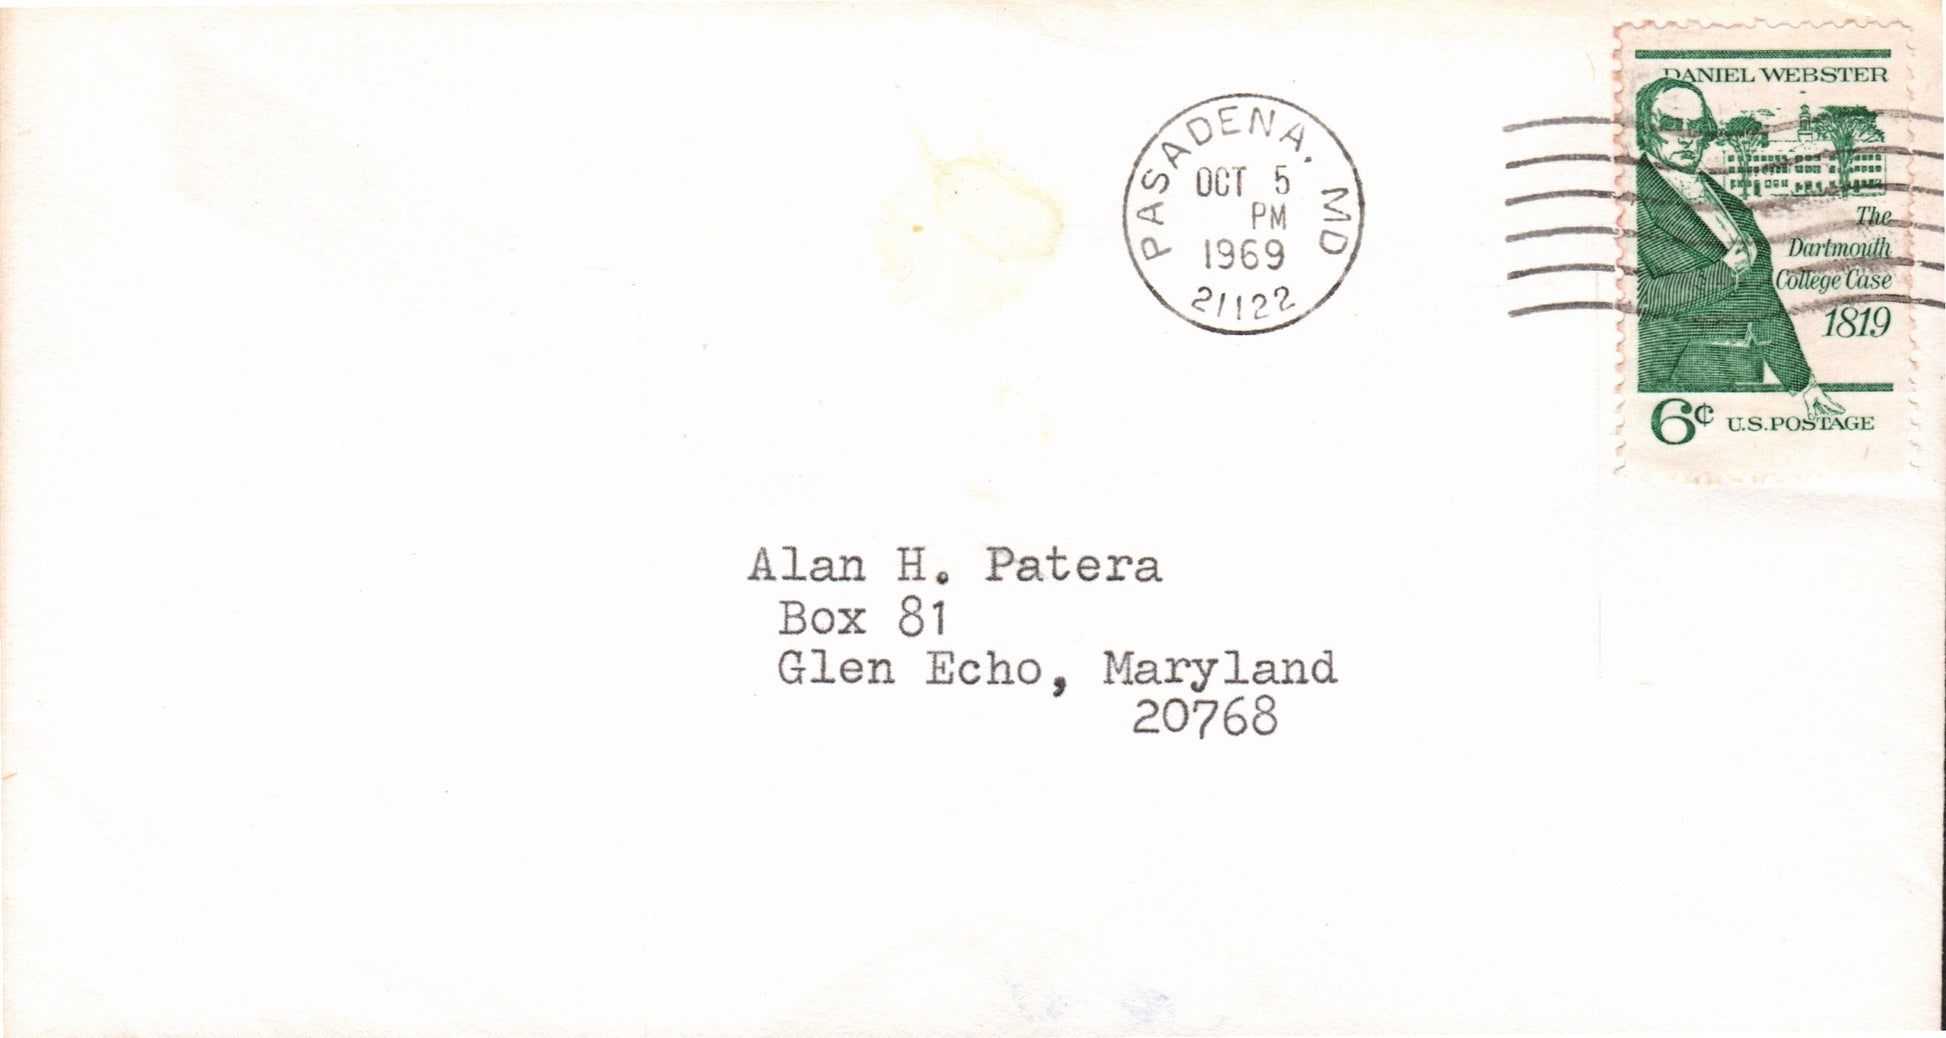 PASADENA, MD
OCT 5
PM
1969
21122
DANIEL WEBSTER
The
Dartmouth
College Case
1819
6¢ U.S. POSTAGE
Alan H. Patera
Box 81
Glen Echo, Maryland
20768